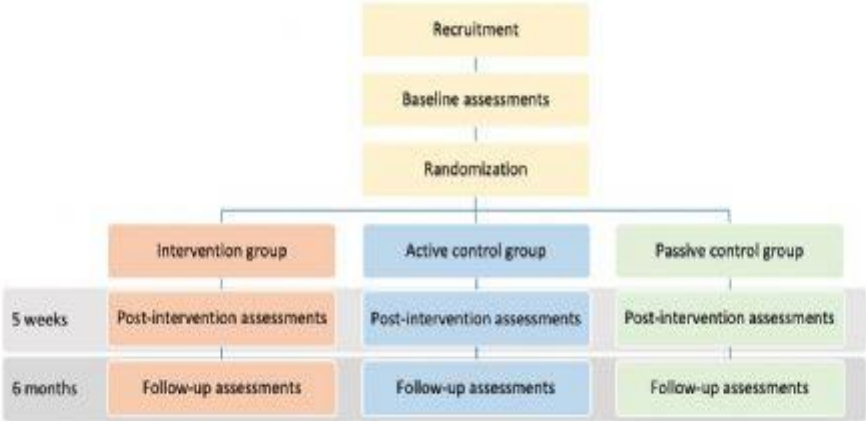 Recruitment
Baseline assessments
Randomization
Intervention group
Active control group
Passive control group
5 weeks
Post-intervention assessments
Post-intervention assessments
Post-intervention assessments
6 months
Follow-up assessments
Follow-up assessments
Follow-up assessments